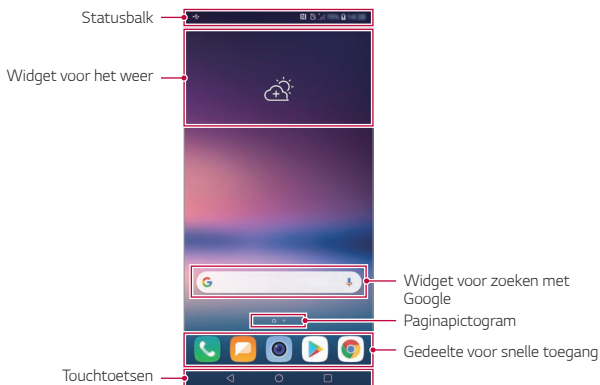 Statusbalk
Widget voor het weer
Widget voor zoeken met
Google
Paginapictogram
Gedeelte voor snelle toegang
Touchtoetsen